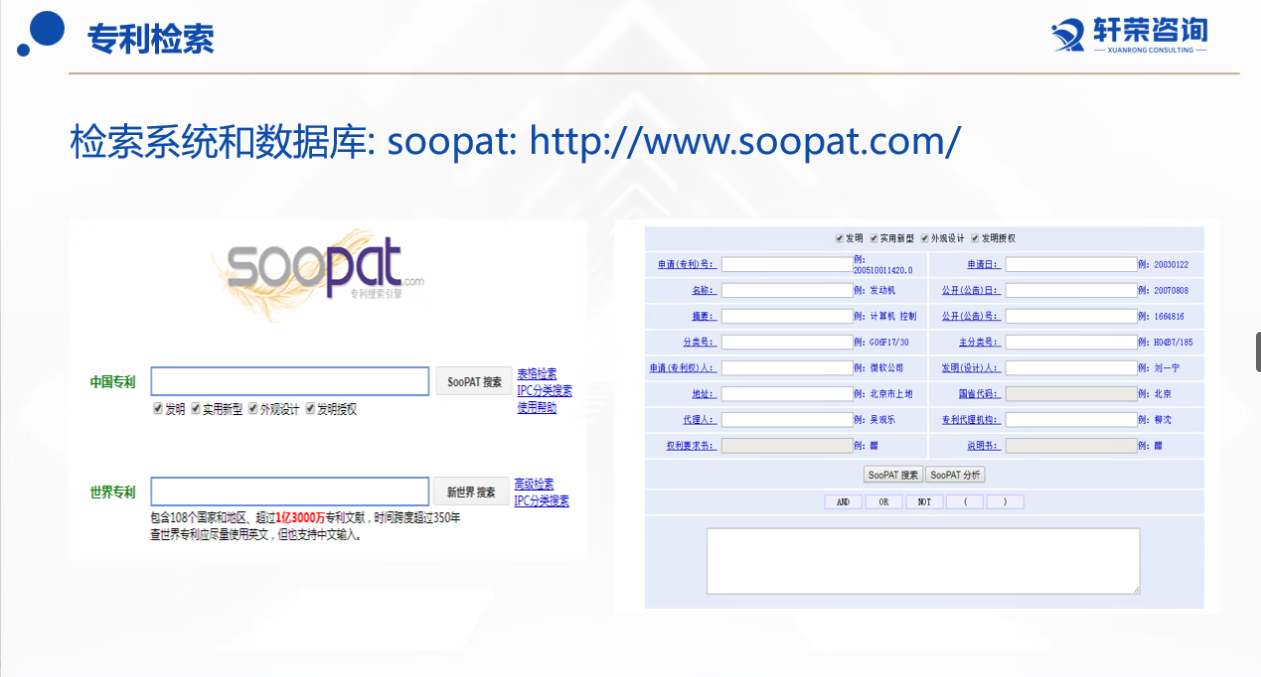 专利检索
轩荣咨询
XUANRONG CONSULTING
检索系统和数据库: soopat: http://www.soopat.com/
soopat.com
专利搜索引擎
中国专利
SooPAT 搜索
表格检索
IPC分类搜索
使用帮助
发明 实用新型 外观设计 发明授权
世界专利
新世界 搜索
高级检索
IPC分类搜索
包含108个国家和地区、超过1亿3000万专利文献，时间跨度超过350年
查世界专利应尽量使用英文，但也支持中文输入。
发明 实用新型 外观设计 发明授权
申请(专利)号: 例: 200510011420.0 申请日: 例: 20030122
名称: 例: 发动机 公开(公告)日: 例: 20070808
摘要: 例: 计算机 控制 公开(公告)号: 例: 1664816
分类号: 例: G06F17/30 主分类号: 例: H04B7/185
申请(专利权)人: 例: 微软公司 发明(设计)人: 例: 刘一宁
地址: 例: 北京市上地 国省代码: 例: 北京
代理人: 例: 吴观乐 专利代理机构: 例: 柳沈
权利要求书: 例: 醛 说明书: 例: 醛
SooPAT 搜索 SooPAT 分析
AND OR NOT ( )